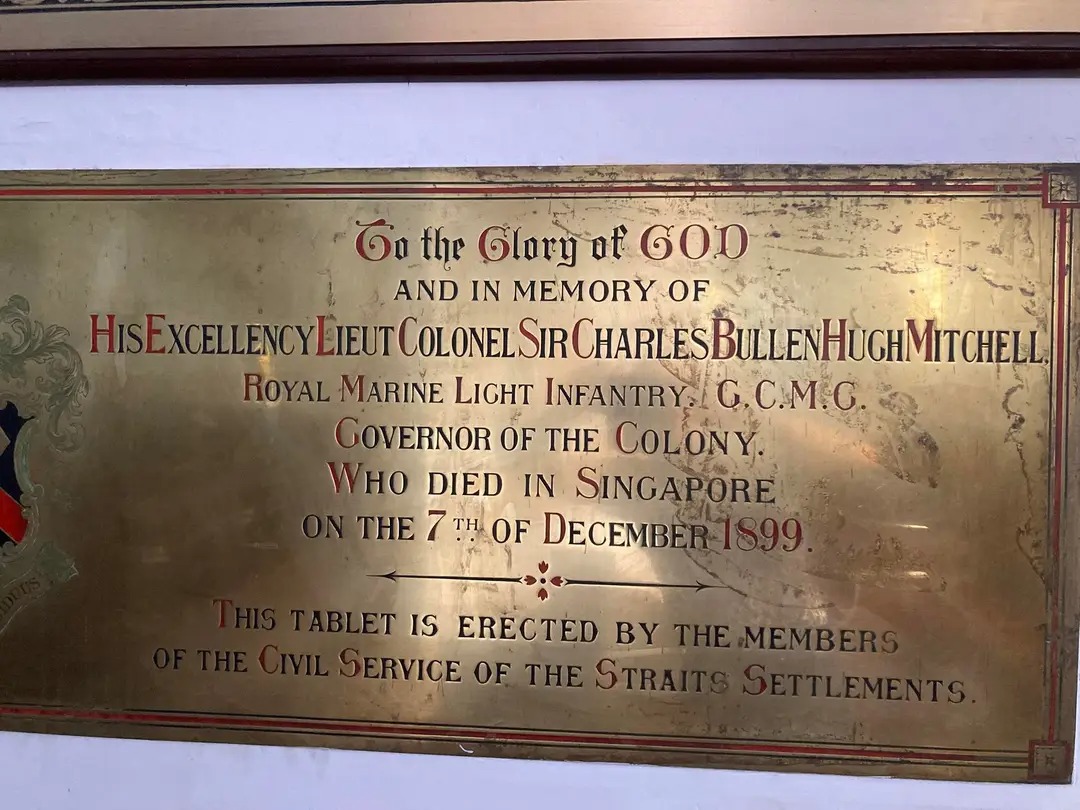 To the Glory of GOD
AND IN MEMORY OF
HIS EXCELLENCY LIEUT COLONEL SIR CHARLES BULLEN HUGH MITCHELL.
ROYAL MARINE LIGHT INFANTRY. G.C.M.G.
GOVERNOR OF THE COLONY.
WHO DIED IN SINGAPORE
ON THE 7TH OF DECEMBER 1899.
THIS TABLET IS ERECTED BY THE MEMBERS
OF THE CIVIL SERVICE OF THE STRAITS SETTLEMENTS.